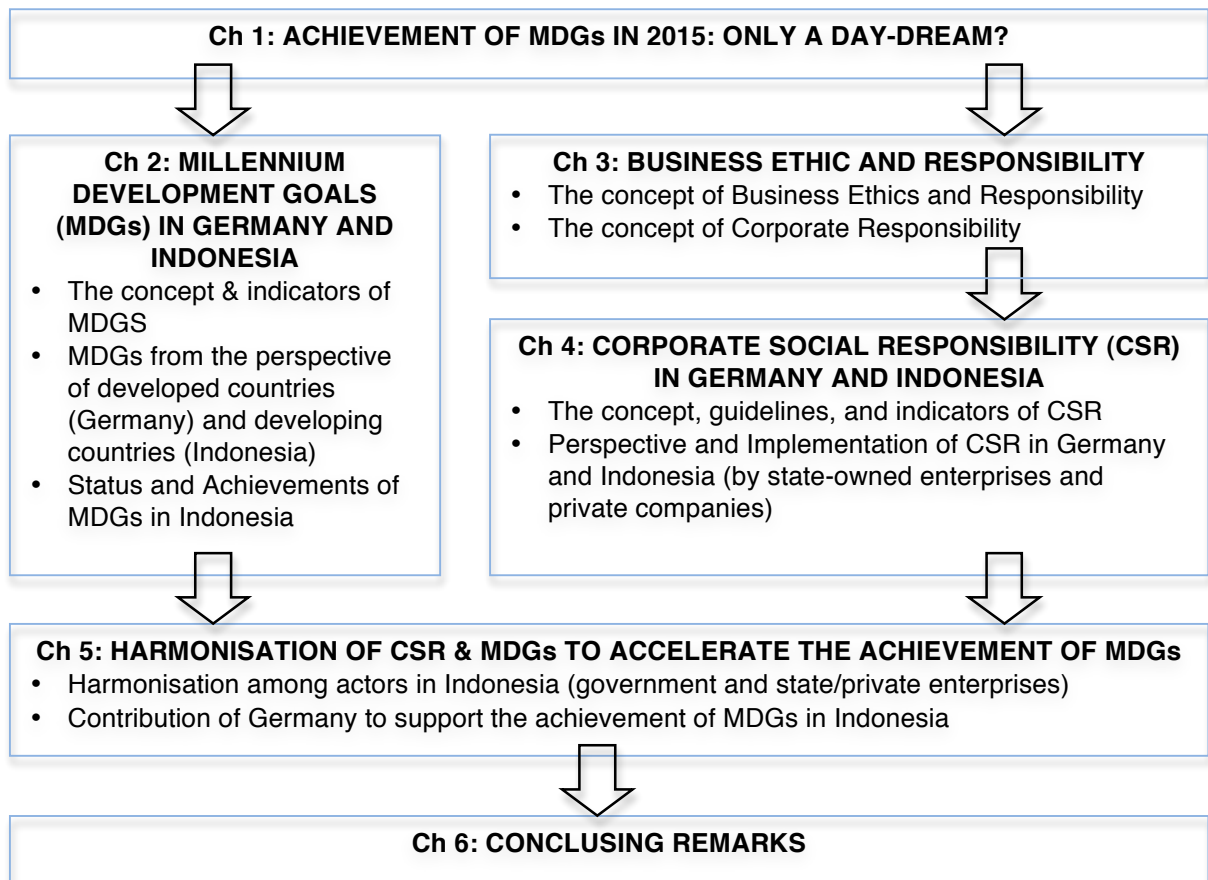 Ch 1: ACHIEVEMENT OF MDGs IN 2015: ONLY A DAY-DREAM?
Ch 2: MILLENNIUM
DEVELOPMENT GOALS
(MDGs) IN GERMANY AND
INDONESIA
• The concept & indicators of
MDGS
• MDGs from the perspective
of developed countries
(Germany) and developing
countries (Indonesia)
• Status and Achievements of
MDGs in Indonesia
Ch 3: BUSINESS ETHIC AND RESPONSIBILITY
• The concept of Business Ethics and Responsibility
• The concept of Corporate Responsibility
Ch 4: CORPORATE SOCIAL RESPONSIBILITY (CSR)
IN GERMANY AND INDONESIA
• The concept, guidelines, and indicators of CSR
• Perspective and Implementation of CSR in Germany
and Indonesia (by state-owned enterprises and
private companies)
Ch 5: HARMONISATION OF CSR & MDGs TO ACCELERATE THE ACHIEVEMENT OF MDGs
• Harmonisation among actors in Indonesia (government and state/private enterprises)
• Contribution of Germany to support the achievement of MDGs in Indonesia
Ch 6: CONCLUSING REMARKS